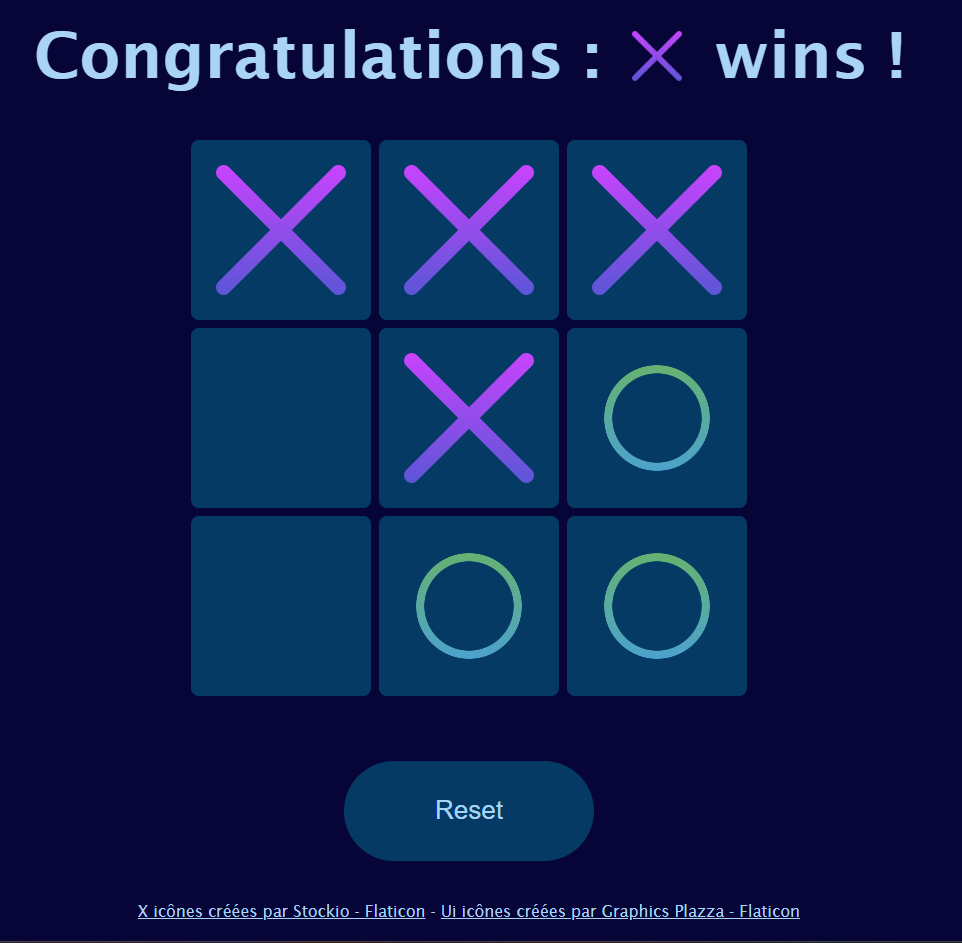 Congratulations : X wins !
Reset
X icônes créées par Stockio - Flaticon - Ui icônes créées par Graphics Plazza - Flaticon